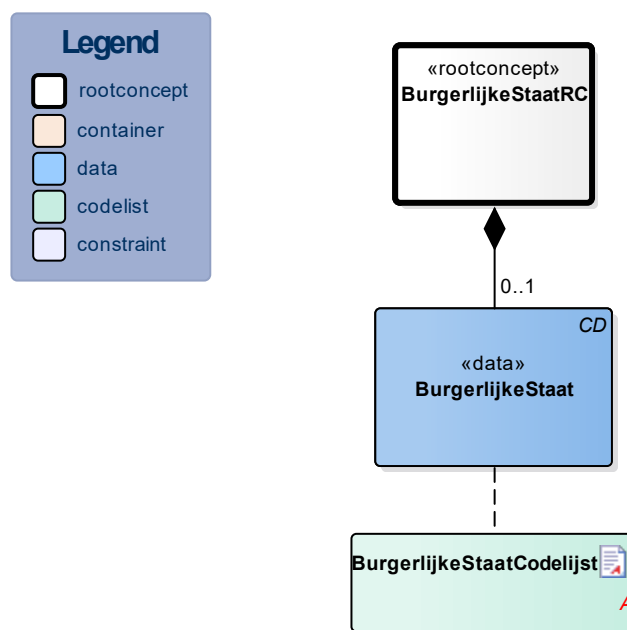 Legend
rootconcept
container
data
codelist
constraint
«rootconcept»
BurgerlijkeStaatRC
0..1
CD
«data»
BurgerlijkeStaat
BurgerlijkeStaatCodelijst
A